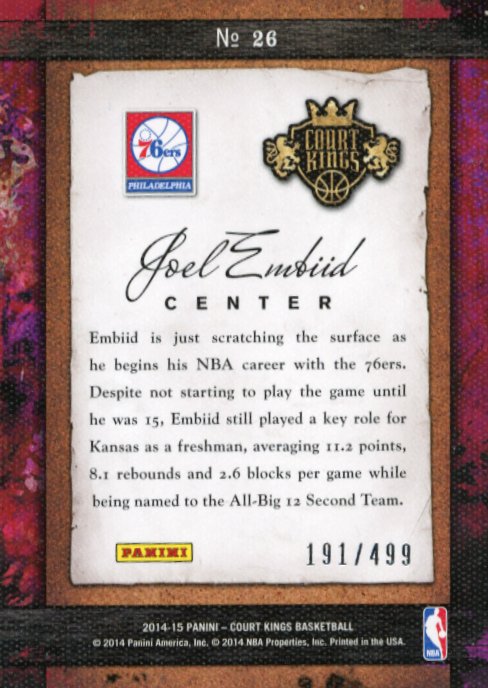 Nº 26
76ers
PHILADELPHIA
COURT
KINGS
Joel Embiid
CENTER
Embiid is just scratching the surface as
he begins his NBA career with the 76ers.
Despite not starting to play the game until
he was 15, Embiid still played a key role for
Kansas as a freshman, averaging 11.2 points,
8.1 rebounds and 2.6 blocks per game while
being named to the All-Big 12 Second Team.
PANINI
191/499
2014-15 PANINI – COURT KINGS BASKETBALL
© 2014 Panini America, Inc. © 2014 NBA Properties, Inc. Printed in the USA.
NBA